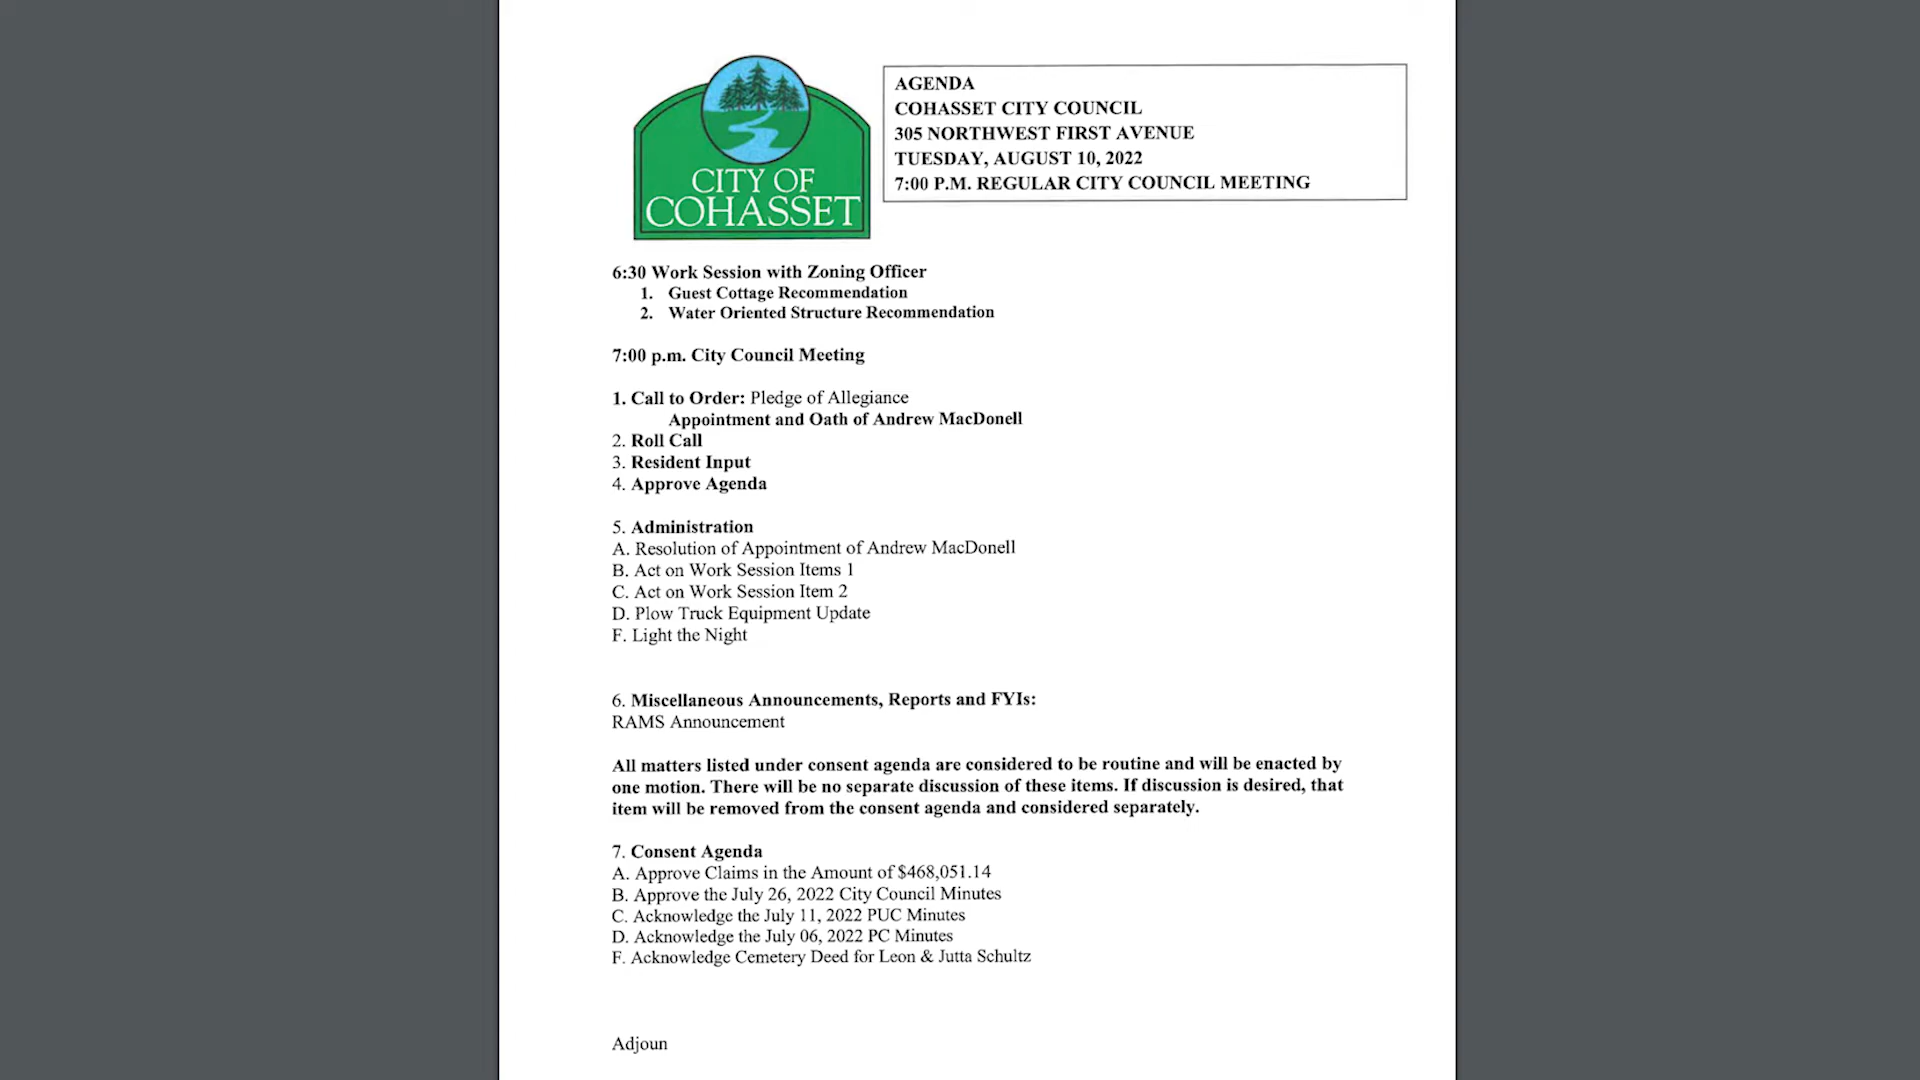 CITY OF
COHASSET
AGENDA
COHASSET CITY COUNCIL
305 NORTHWEST FIRST AVENUE
TUESDAY, AUGUST 10, 2022
7:00 P.M. REGULAR CITY COUNCIL MEETING
6:30 Work Session with Zoning Officer
1. Guest Cottage Recommendation
2. Water Oriented Structure Recommendation
7:00 p.m. City Council Meeting
1. Call to Order: Pledge of Allegiance
Appointment and Oath of Andrew MacDonell
2. Roll Call
3. Resident Input
4. Approve Agenda
5. Administration
A. Resolution of Appointment of Andrew MacDonell
B. Act on Work Session Items 1
C. Act on Work Session Item 2
D. Plow Truck Equipment Update
F. Light the Night
6. Miscellaneous Announcements, Reports and FYIs:
RAMS Announcement
All matters listed under consent agenda are considered to be routine and will be enacted by
one motion. There will be no separate discussion of these items. If discussion is desired, that
item will be removed from the consent agenda and considered separately.
7. Consent Agenda
A. Approve Claims in the Amount of $468,051.14
B. Approve the July 26, 2022 City Council Minutes
C. Acknowledge the July 11, 2022 PUC Minutes
D. Acknowledge the July 06, 2022 PC Minutes
F. Acknowledge Cemetery Deed for Leon & Jutta Schultz
Adjoun